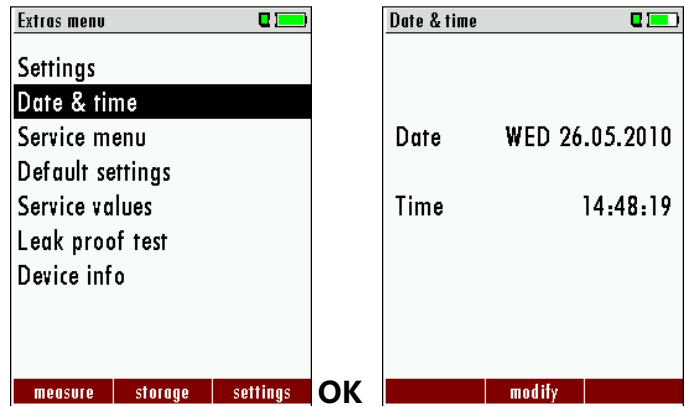 Extras menu
Settings
Date & time
Service menu
Default settings
Service values
Leak proof test
Device info
measure storage settings
OK
Date & time
Date WED 26.05.2010
Time 14:48:19
modify